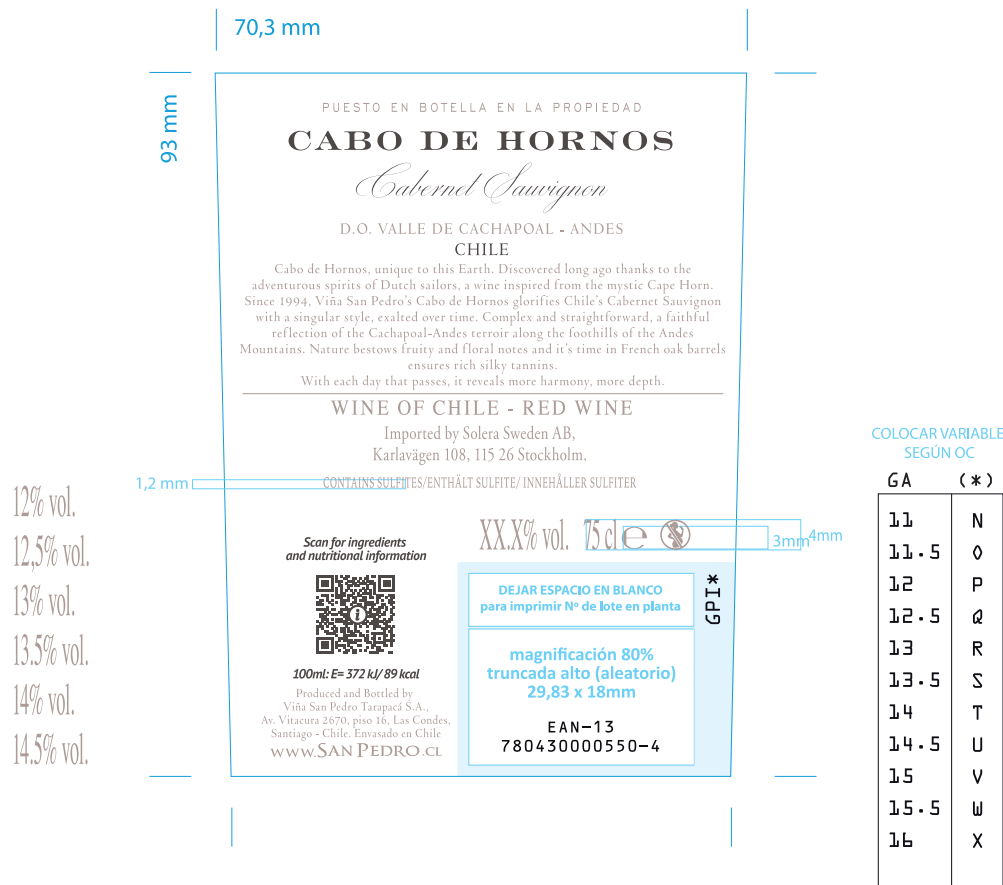 70,3 mm
93 mm
PUESTO EN BOTELLA EN LA PROPIEDAD
CABO DE HORNOS
Cabernet Sauvignon
D.O. VALLE DE CACHAPOAL - ANDES
CHILE
Cabo de Hornos, unique to this Earth. Discovered long ago thanks to the
adventurous spirits of Dutch sailors, a wine inspired from the mystic Cape Horn.
Since 1994, Viña San Pedro's Cabo de Hornos glorifies Chile's Cabernet Sauvignon
with a singular style, exalted over time. Complex and straightforward, a faithful
reflection of the Cachapoal-Andes terroir along the foothills of the Andes
Mountains. Nature bestows fruity and floral notes and it's time in French oak barrels
ensures rich silky tannins.
With each day that passes, it reveals more harmony, more depth.
WINE OF CHILE - RED WINE
Imported by Solera Sweden AB,
Karlavägen 108, 115 26 Stockholm.
1,2 mm
CONTAINS SULFITES/ENTHÄLT SULFITE/ INNEHÅLLER SULFITER
XX.X% vol. 75 cl e
3mm
4mm
Scan for ingredients
and nutritional information
i
100ml: E= 372 kJ/ 89 kcal
Produced and Bottled by
Viña San Pedro Tarapacá S.A.,
Av. Vitacura 2670, piso 16, Las Condes,
Santiago - Chile. Envasado en Chile
WWW.SAN PEDRO.CL
DEJAR ESPACIO EN BLANCO
para imprimir Nº de lote en planta
GPI*
magnificación 80%
truncada alto (aleatorio)
29,83 x 18mm
EAN-13
780430000550-4
12% vol.
12,5% vol.
13% vol.
13.5% vol.
14% vol.
14.5% vol.
COLOCAR VARIABLE
SEGÚN OC
GA (*)
11 N
11.5 O
12 P
12.5 Q
13 R
13.5 S
14 T
14.5 U
15 V
15.5 W
16 X